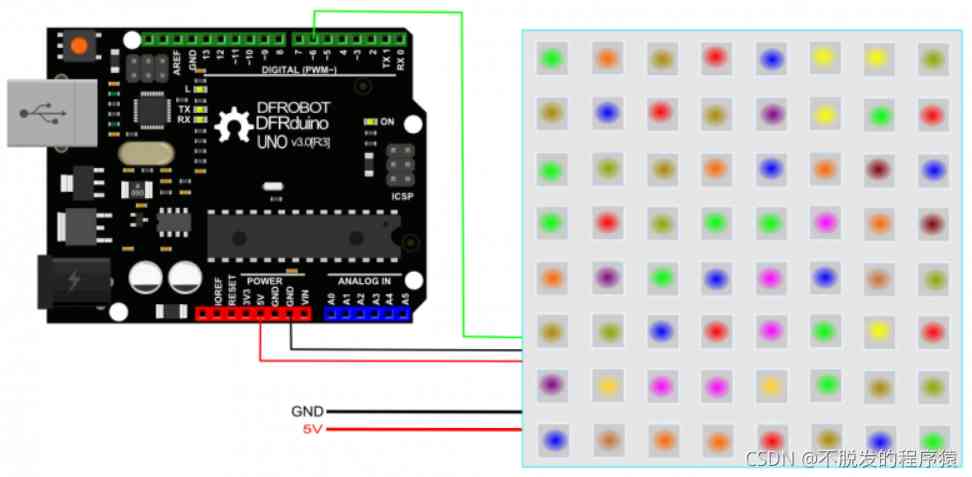 AREF
GND
13
12
~11
~10
~9
8
7
~6
~5
4
~3
2
TX 1
RX 0
DIGITAL (PWM~)
L
TX
RX
DFROBOT
DFRduino
UNO v3.0[R3]
ON
ICSP
POWER
ANALOG IN
IOREF
RESET
3V3
5V
GND
GND
VIN
A0
A1
A2
A3
A4
A5
GND
5V
CSDN @不脱发的程序猿